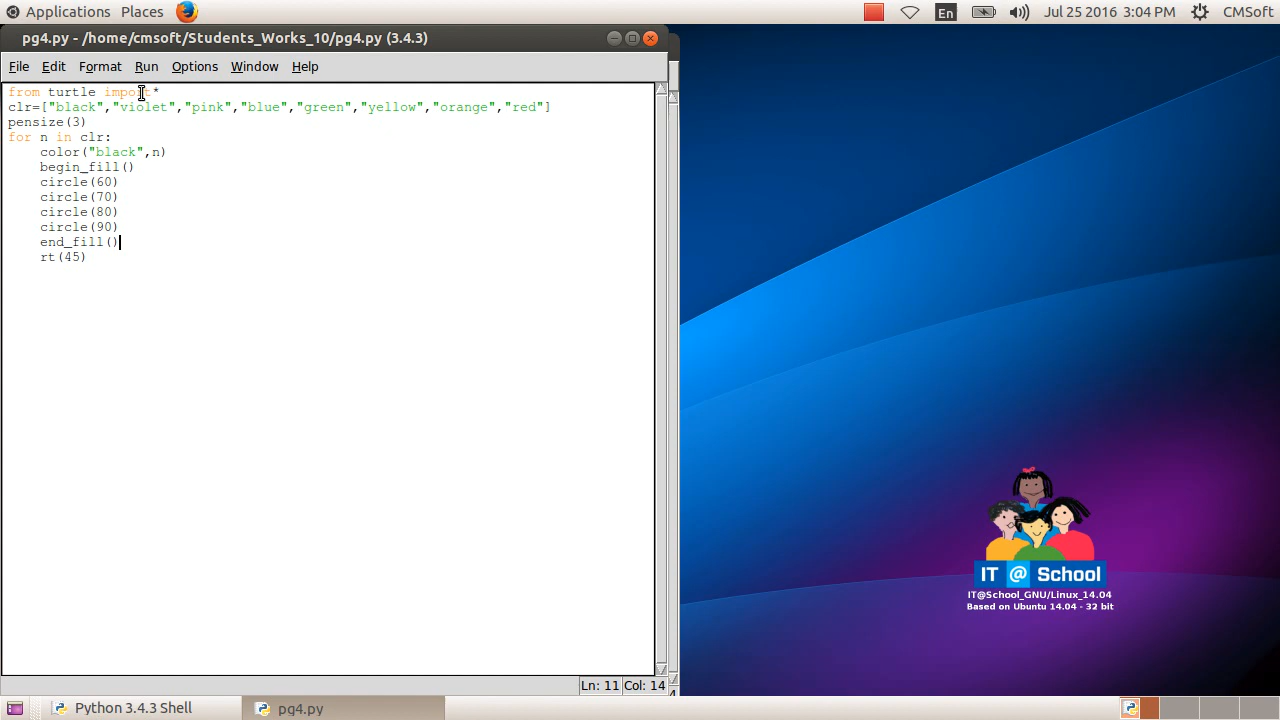 Applications Places En Jul 25 2016 3:04 PM CMSoft
pg4.py - /home/cmsoft/Students_Works_10/pg4.py (3.4.3)
File Edit Format Run Options Window Help
from turtle import*
clr=["black","violet","pink","blue","green","yellow","orange","red"]
pensize(3)
for n in clr:
    color("black",n)
    begin_fill()
    circle(60)
    circle(70)
    circle(80)
    circle(90)
    end_fill()
    rt(45)
IT @ School
IT@School_GNU/Linux_14.04
Based on Ubuntu 14.04 - 32 bit
Ln: 11 Col: 14
4
Python 3.4.3 Shell pg4.py